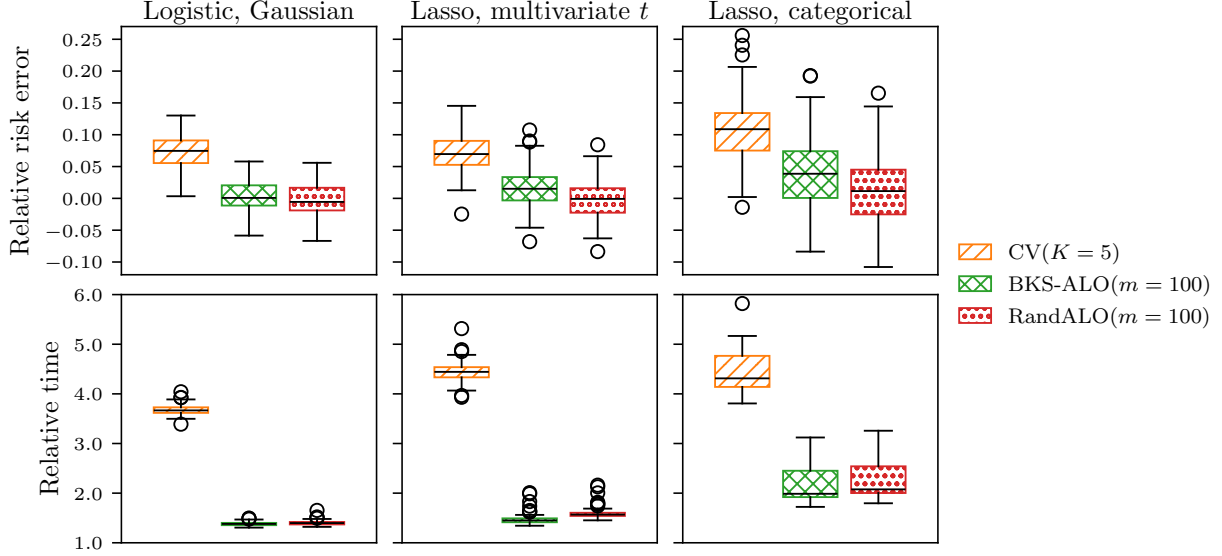 Logistic, Gaussian
Lasso, multivariate t
Lasso, categorical
Relative risk error
0.25
0.20
0.15
0.10
0.05
0.00
−0.05
−0.10
CV(K = 5)
BKS-ALO(m = 100)
RandALO(m = 100)
Relative time
6.0
5.0
4.0
3.0
2.0
1.0